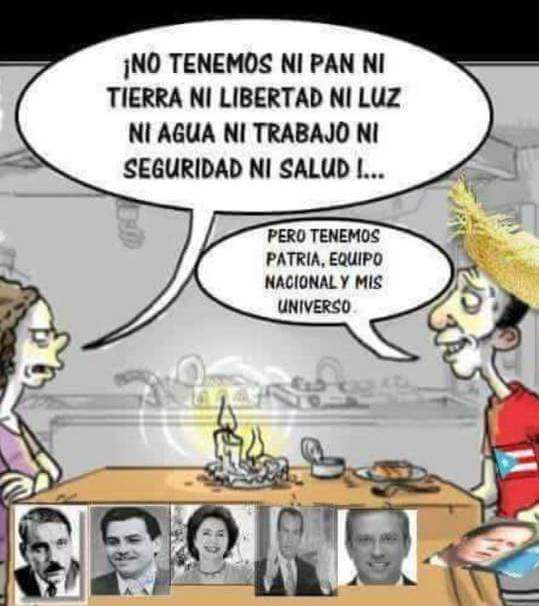 ¡NO TENEMOS NI PAN NI
TIERRA NI LIBERTAD NI LUZ
NI AGUA NI TRABAJO NI
SEGURIDAD NI SALUD !...
PERO TENEMOS
PATRIA, EQUIPO
NACIONAL Y MIS
UNIVERSO.